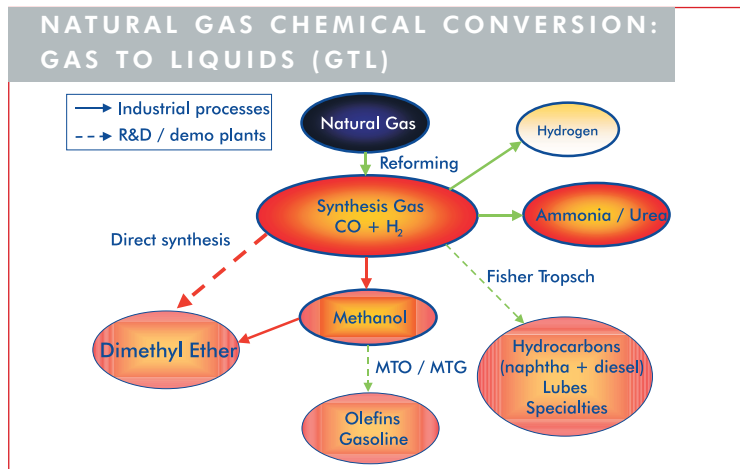 NATURAL GAS CHEMICAL CONVERSION:
GAS TO LIQUIDS (GTL)
Industrial processes
R&D / demo plants
Natural Gas
Hydrogen
Reforming
Synthesis Gas
CO + H₂
Ammonia / Urea
Direct synthesis
Fisher Tropsch
Methanol
Dimethyl Ether
Hydrocarbons
(naphtha + diesel)
Lubes
Specialties
MTO / MTG
Olefins
Gasoline